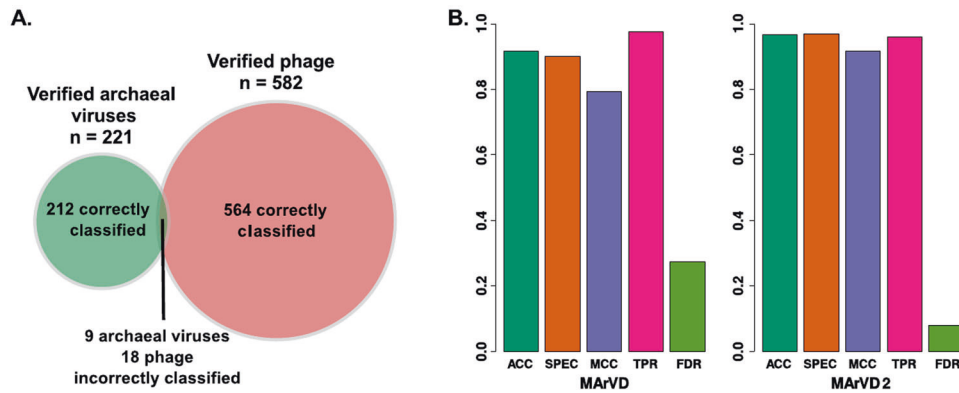 A.
Verified archaeal
viruses
n = 221
Verified phage
n = 582
212 correctly
classified
564 correctly
classified
9 archaeal viruses
18 phage
incorrectly classified
B.
1.0
0.8
0.6
0.4
0.2
0.0
ACC SPEC MCC TPR FDR
MArVD
1.0
0.8
0.6
0.4
0.2
0.0
ACC SPEC MCC TPR FDR
MArVD2